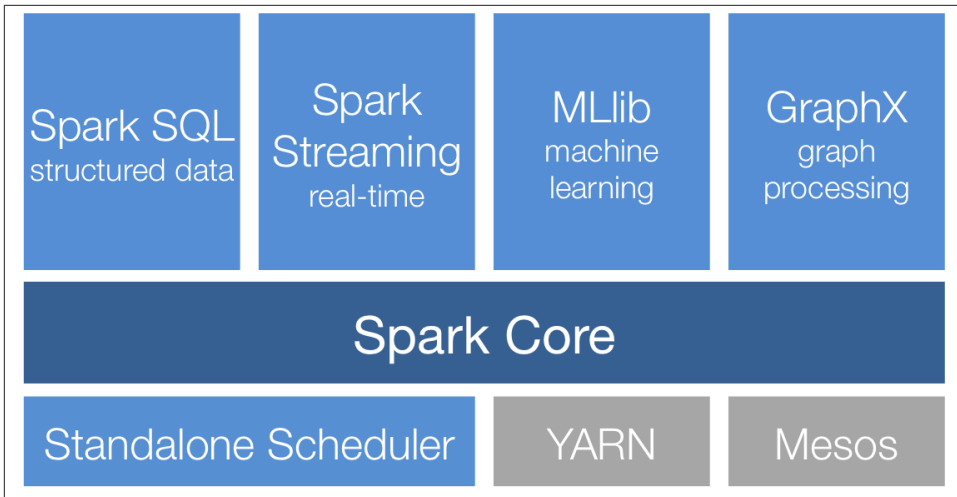 Spark SQL
structured data
Spark
Streaming
real-time
MLlib
machine
learning
GraphX
graph
processing
Spark Core
Standalone Scheduler
YARN
Mesos